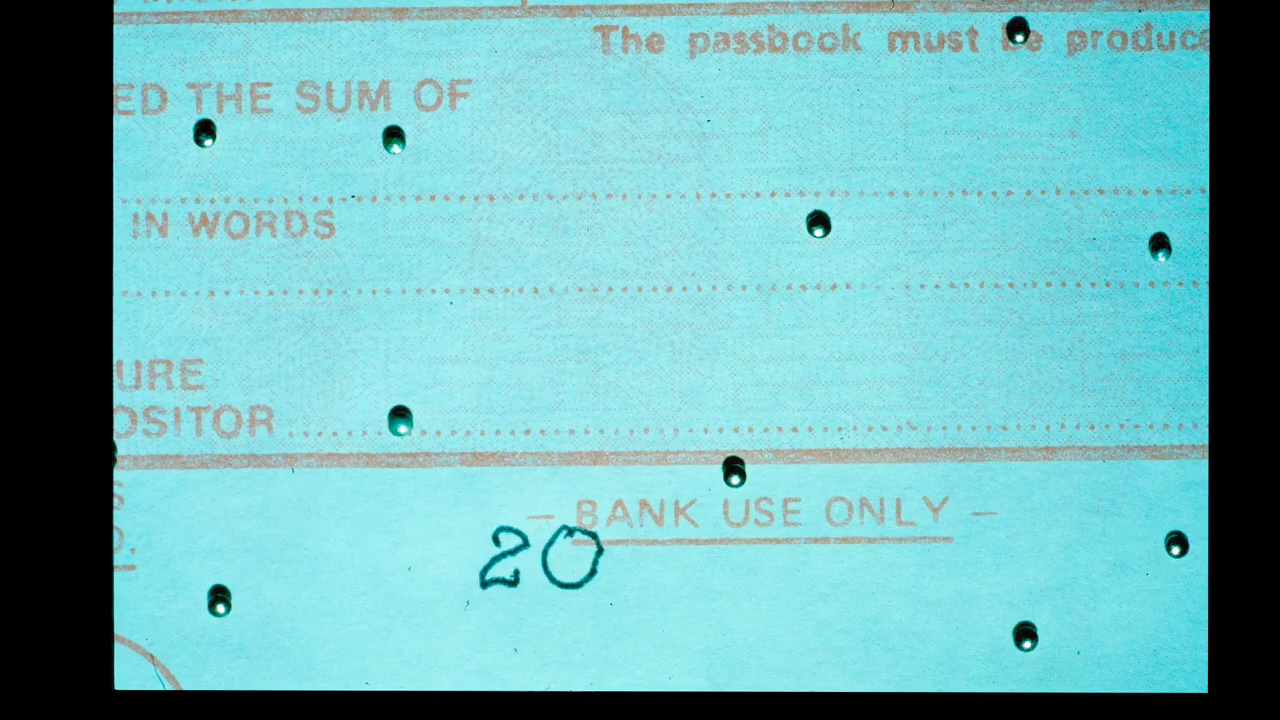 The passbook must be produce
ED THE SUM OF
IN WORDS
URE
OSITOR
– BANK USE ONLY –
20